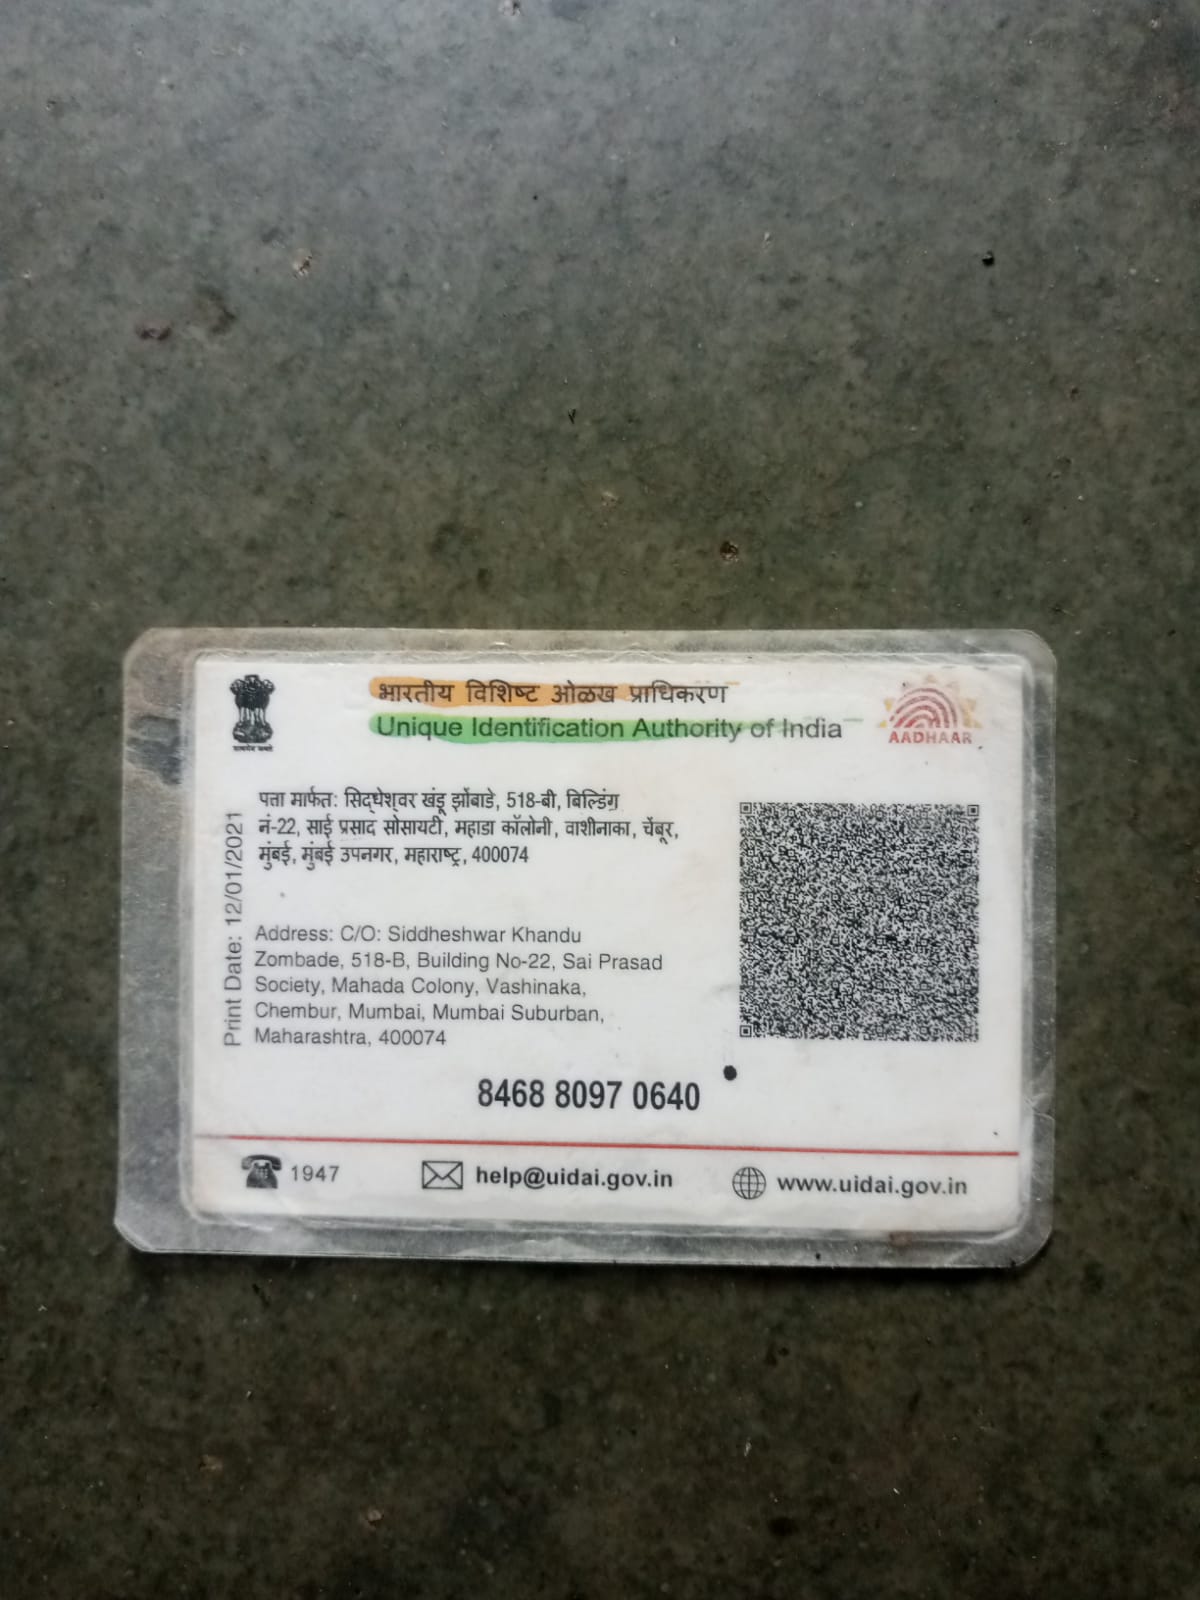 भारतीय विशिष्ट ओळख प्राधिकरण
Unique Identification Authority of India
AADHAAR
पत्ता मार्फत: सिद्धेश्वर खंडू झोंबाडे, 518-बी, बिल्डिंग
नं-22, साई प्रसाद सोसायटी, महाडा कॉलोनी, वाशीनाका, चेंबूर,
मुंबई, मुंबई उपनगर, महाराष्ट्र, 400074
Print Date: 12/01/2021
Address: C/O: Siddheshwar Khandu
Zombade, 518-B, Building No-22, Sai Prasad
Society, Mahada Colony, Vashinaka,
Chembur, Mumbai, Mumbai Suburban,
Maharashtra, 400074
8468 8097 0640
1947
help@uidai.gov.in
www.uidai.gov.in